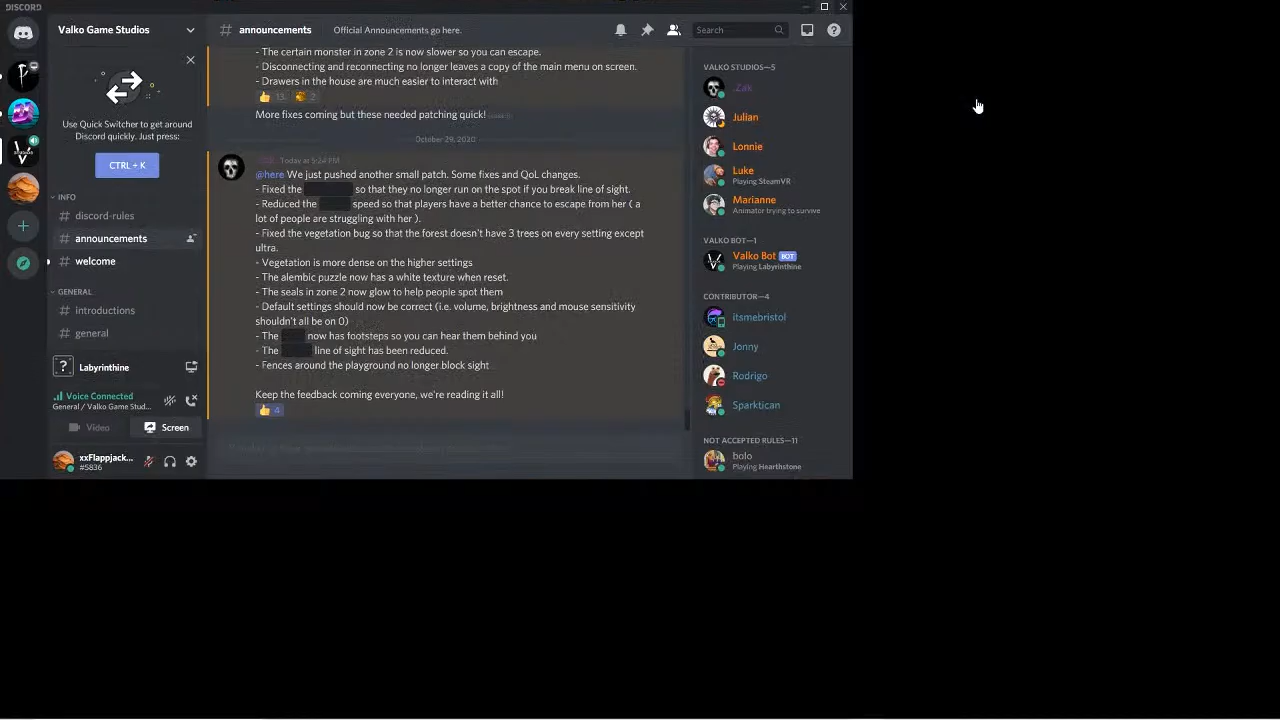 DISCORD
Valko Game Studios
# announcements
Official Announcements go here.
Search
Use Quick Switcher to get around
Discord quickly. Just press:
CTRL + K
INFO
# discord-rules
# announcements
# welcome
GENERAL
# introductions
# general
Labyrinthine
Voice Connected
General / Valko Game Stud...
Video
Screen
xxFlappjack...
#5836
- The certain monster in zone 2 is now slower so you can escape.
- Disconnecting and reconnecting no longer leaves a copy of the main menu on screen.
- Drawers in the house are much easier to interact with
13
2
More fixes coming but these needed patching quick!
October 29, 2020
Today at 5:24 PM
@here We just pushed another small patch. Some fixes and QoL changes.
- Fixed the so that they no longer run on the spot if you break line of sight.
- Reduced the speed so that players have a better chance to escape from her ( a
lot of people are struggling with her ).
- Fixed the vegetation bug so that the forest doesn't have 3 trees on every setting except
ultra.
- Vegetation is more dense on the higher settings
- The alembic puzzle now has a white texture when reset.
- The seals in zone 2 now glow to help people spot them
- Default settings should now be correct (i.e. volume, brightness and mouse sensitivity
shouldn't all be on 0)
- The now has footsteps so you can hear them behind you
- The line of sight has been reduced.
- Fences around the playground no longer block sight
Keep the feedback coming everyone, we're reading it all!
4
VALKO STUDIOS—5
.Zak
Julian
Lonnie
Luke
Playing SteamVR
Marianne
Animator trying to survive
VALKO BOT—1
Valko Bot BOT
Playing Labyrinthine
CONTRIBUTOR—4
itsmebristol
Jonny
Rodrigo
Sparktican
NOT ACCEPTED RULES—11
bolo
Playing Hearthstone